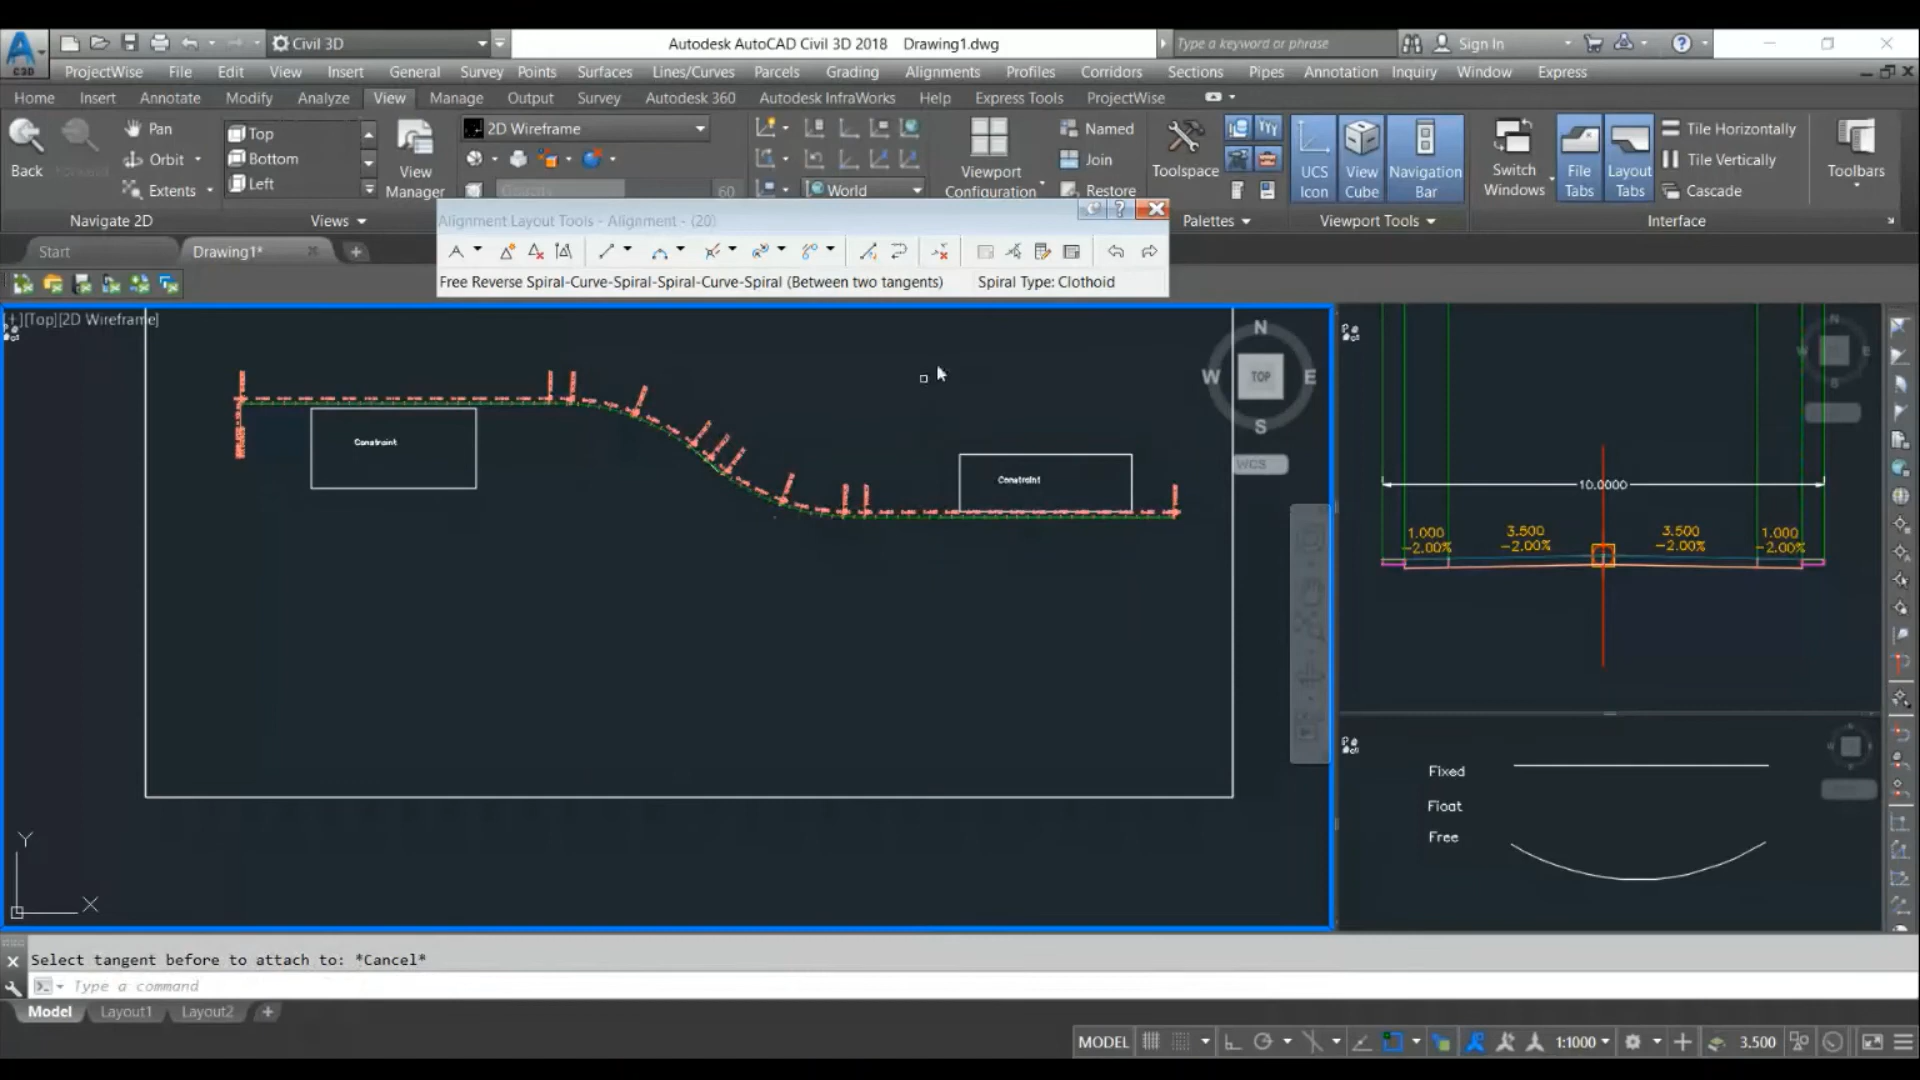 Civil 3D
Autodesk AutoCAD Civil 3D 2018 Drawing1.dwg
Type a keyword or phrase
Sign In
C3D
ProjectWise File Edit View Insert General Survey Points Surfaces Lines/Curves Parcels Grading Alignments Profiles Corridors Sections Pipes Annotation Inquiry Window Express
Home Insert Annotate Modify Analyze View Manage Output Survey Autodesk 360 Autodesk InfraWorks Help Express Tools ProjectWise
Back
Forward
Pan
Orbit
Extents
Top
Bottom
Left
View Manager
2D Wireframe
Opacity 60
World
Viewport Configuration
Named
Join
Restore
Toolspace
UCS Icon
View Cube
Navigation Bar
Switch Windows
File Tabs
Layout Tabs
Tile Horizontally
Tile Vertically
Cascade
Toolbars
Navigate 2D
Views
Palettes
Viewport Tools
Interface
Alignment Layout Tools - Alignment - (20)
Start
Drawing1*
Free Reverse Spiral-Curve-Spiral-Spiral-Curve-Spiral (Between two tangents)
Spiral Type: Clothoid
[+][Top][2D Wireframe]
N
W TOP E
S
WCS
Constraint
Constraint
N
W E
S
10.0000
1.000
-2.00%
3.500
-2.00%
3.500
-2.00%
1.000
-2.00%
Fixed
Float
Free
Y
X
Select tangent before to attach to: *Cancel*
Type a command
Model Layout1 Layout2
MODEL
1:1000
3.500